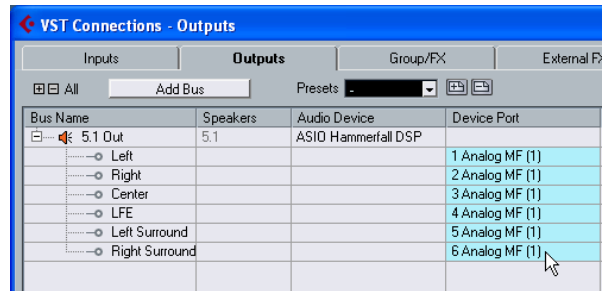 VST Connections - Outputs
Inputs Outputs Group/FX External FX
All Add Bus Presets -
Bus Name Speakers Audio Device Device Port
5.1 Out 5.1 ASIO Hammerfall DSP
Left 1 Analog MF (1)
Right 2 Analog MF (1)
Center 3 Analog MF (1)
LFE 4 Analog MF (1)
Left Surround 5 Analog MF (1)
Right Surround 6 Analog MF (1)